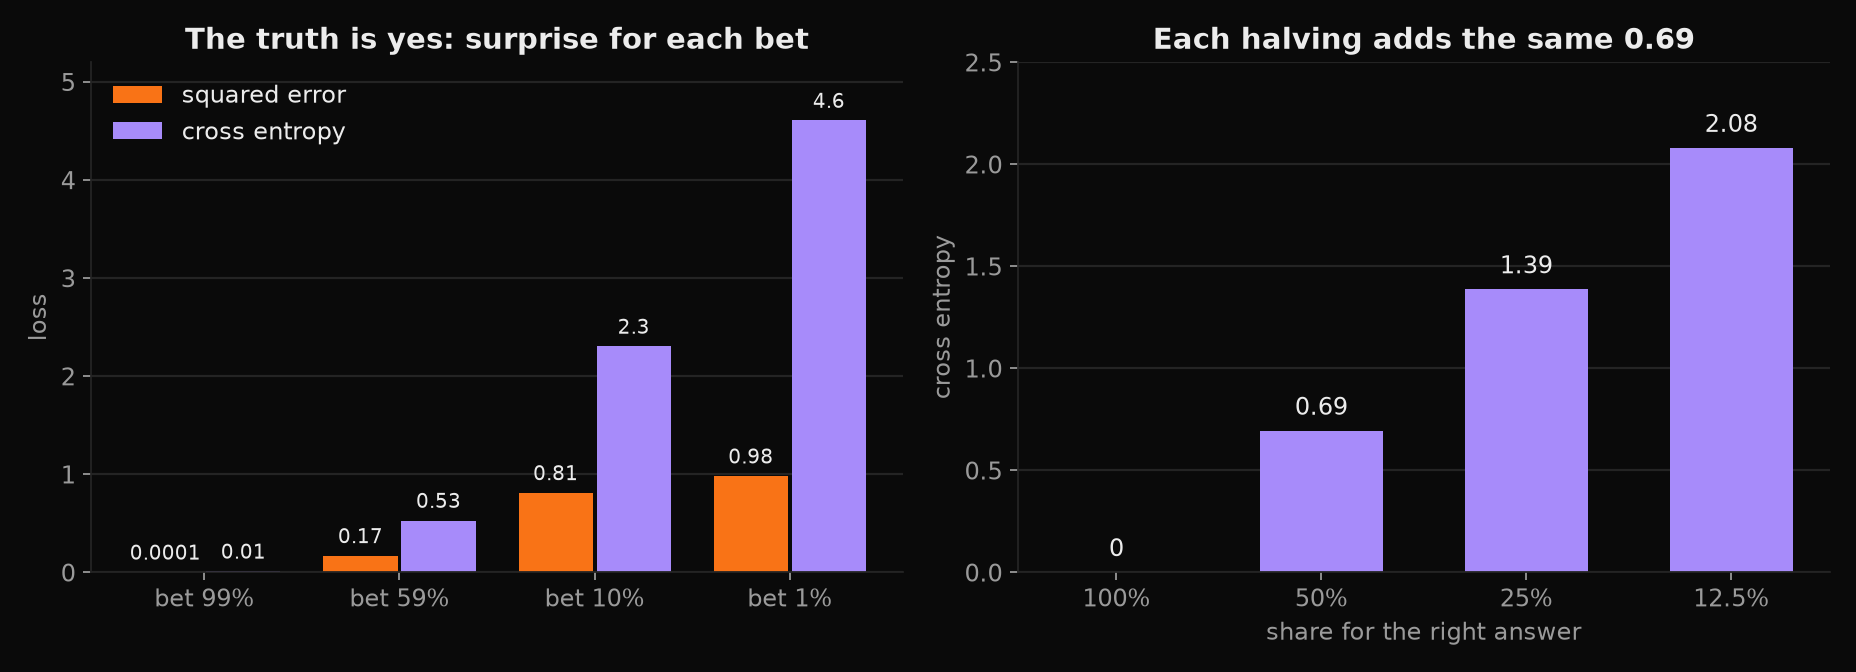 The truth is yes: surprise for each bet
squared error
cross entropy
loss
5
4
3
2
1
0
0.0001
0.01
0.17
0.53
0.81
2.3
0.98
4.6
bet 99%
bet 59%
bet 10%
bet 1%
Each halving adds the same 0.69
cross entropy
2.5
2.0
1.5
1.0
0.5
0.0
0
0.69
1.39
2.08
100%
50%
25%
12.5%
share for the right answer